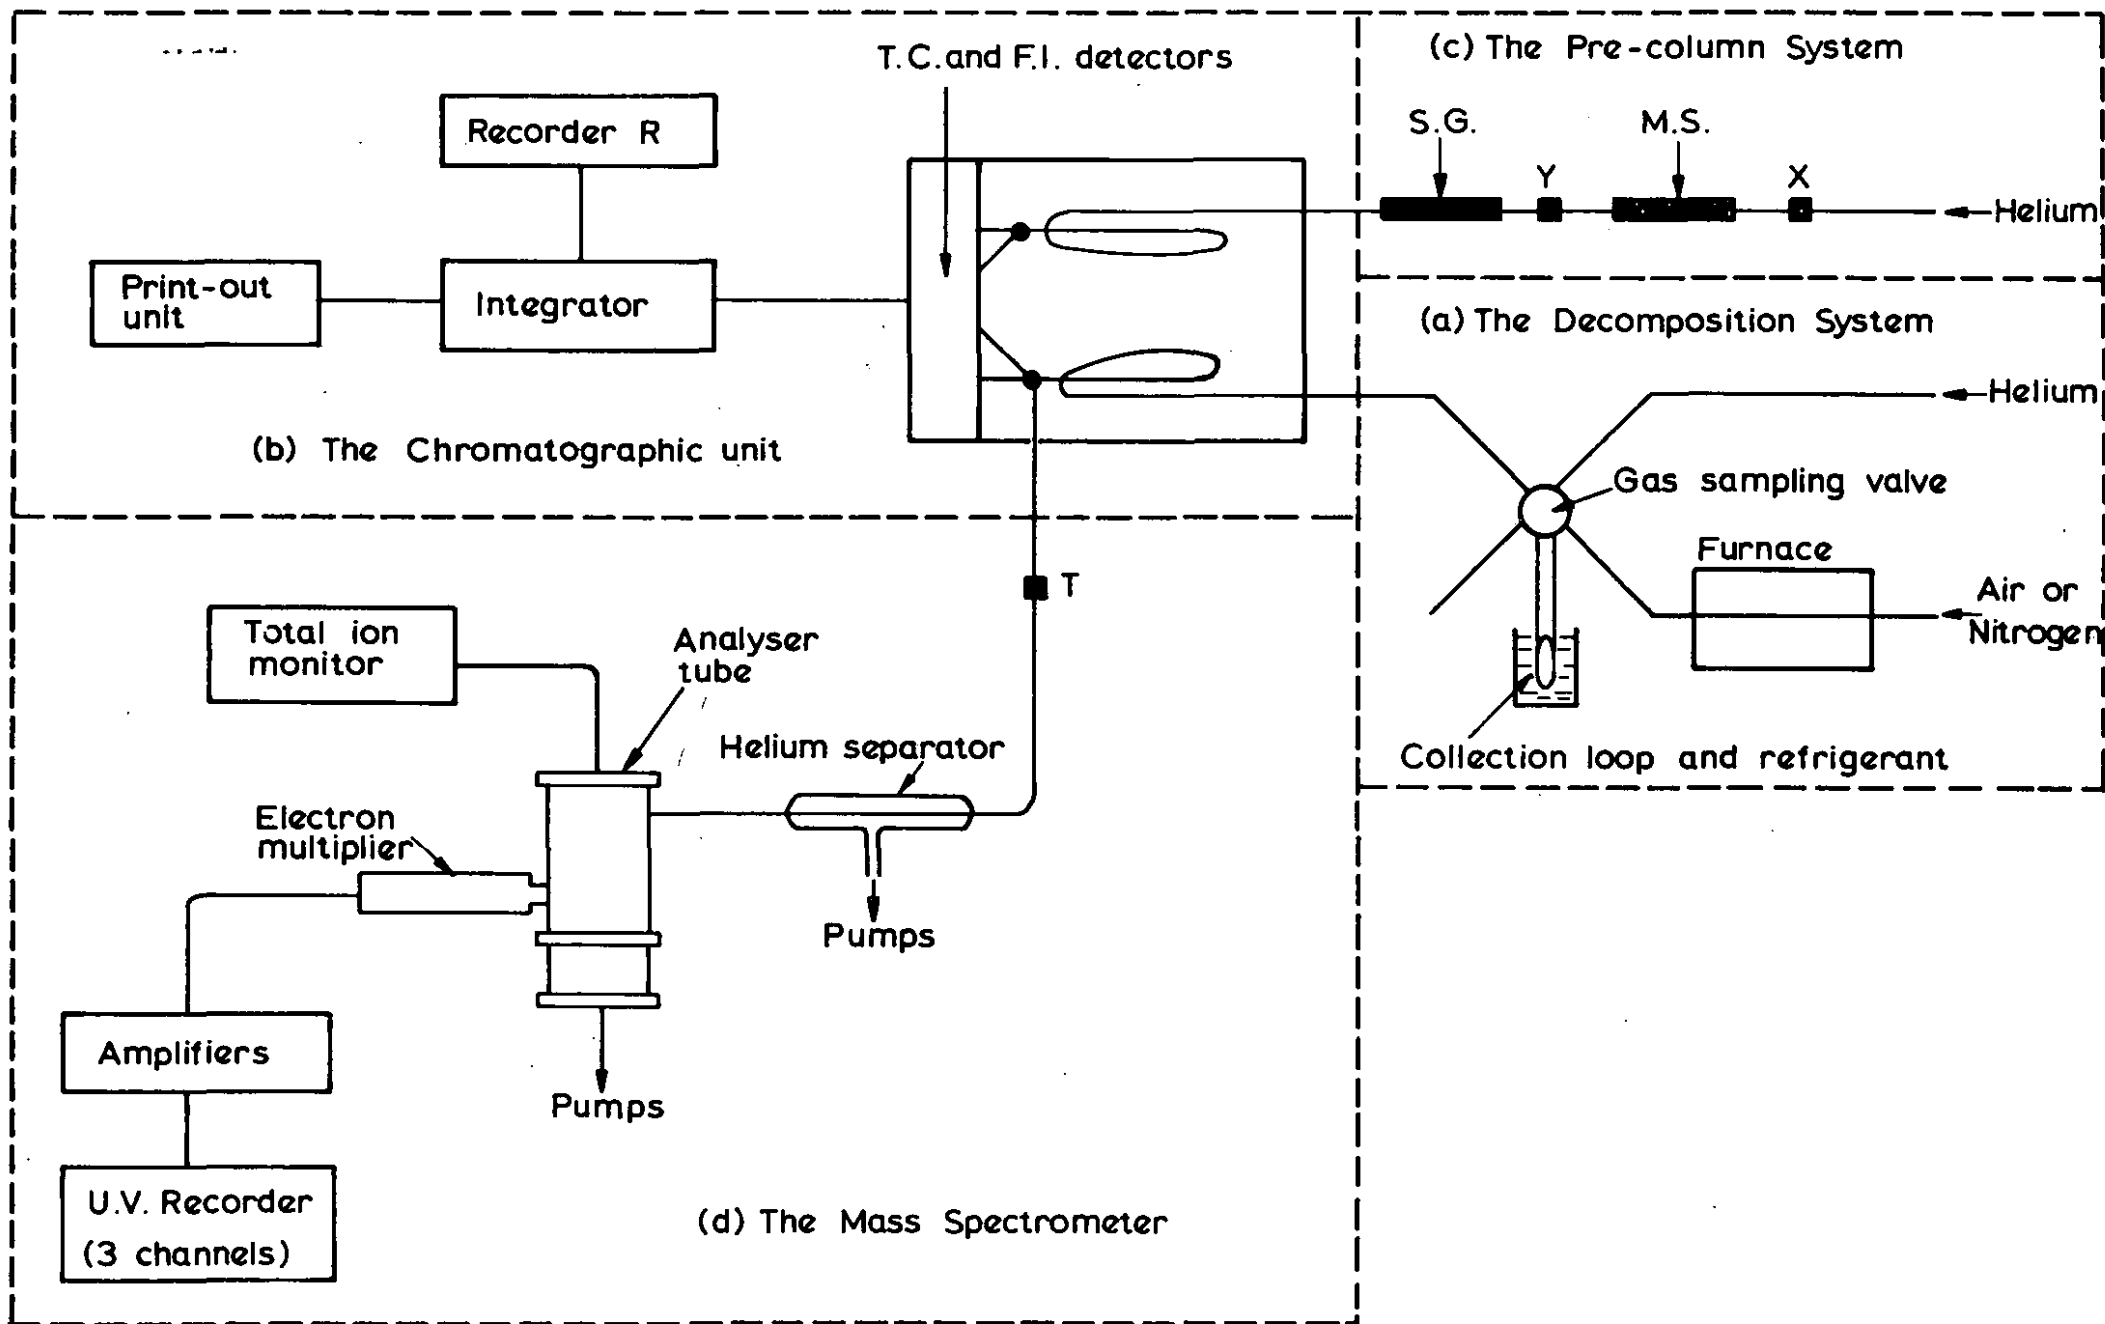 T.C. and F.I. detectors
Recorder R
Print-out
unit
Integrator
(b) The Chromatographic unit
(c) The Pre-column System
S.G.
Y
M.S.
X
Helium
(a) The Decomposition System
Helium
Gas sampling valve
Furnace
Air or
Nitrogen
Collection loop and refrigerant
T
Total ion
monitor
Analyser
tube
Helium separator
Electron
multiplier
Pumps
Amplifiers
Pumps
U.V. Recorder
(3 channels)
(d) The Mass Spectrometer